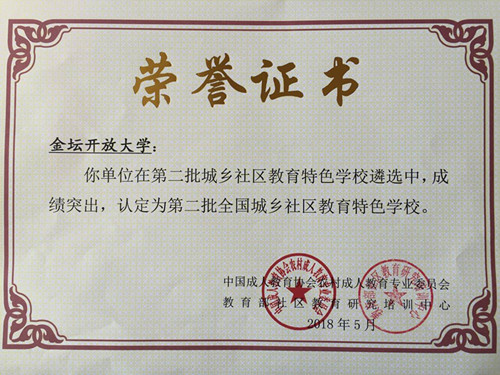 荣誉证书
金坛开放大学：
你单位在第二批城乡社区教育特色学校遴选中，成
绩突出，认定为第二批全国城乡社区教育特色学校。
中国成人教育协会农村成人教育专业委员会
教育部社区教育研究培训中心
2018年5月